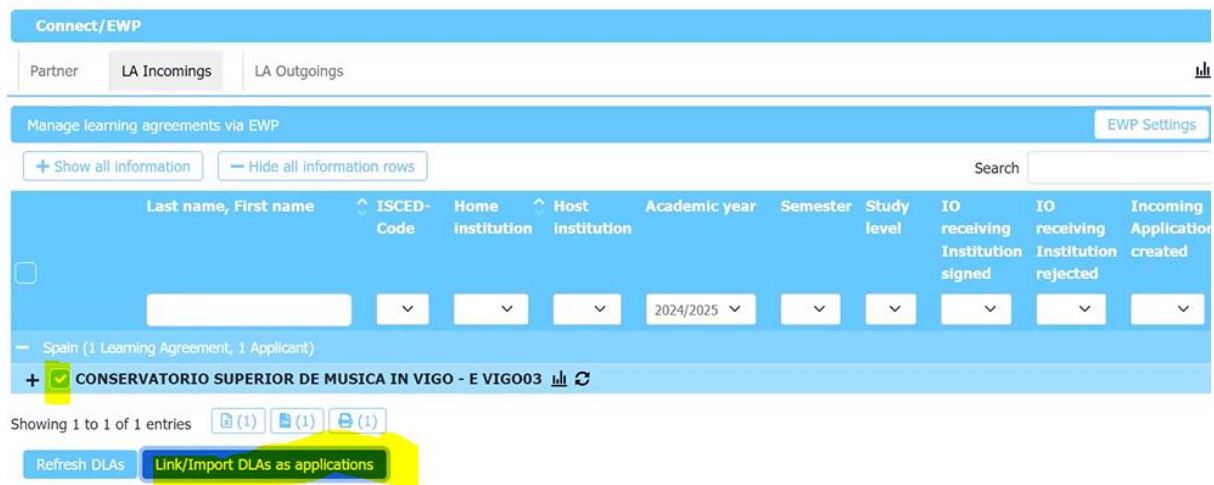 Connect/EWP
Partner LA Incomings LA Outgoings
Manage learning agreements via EWP EWP Settings
+ Show all information − Hide all information rows Search
Last name, First name ISCED-Code Home institution Host institution Academic year Semester Study level IO receiving Institution signed IO receiving Institution rejected Incoming Application created
2024/2025
− Spain (1 Learning Agreement, 1 Applicant)
+ CONSERVATORIO SUPERIOR DE MUSICA IN VIGO - E VIGO03
Showing 1 to 1 of 1 entries (1) (1) (1)
Refresh DLAs Link/Import DLAs as applications